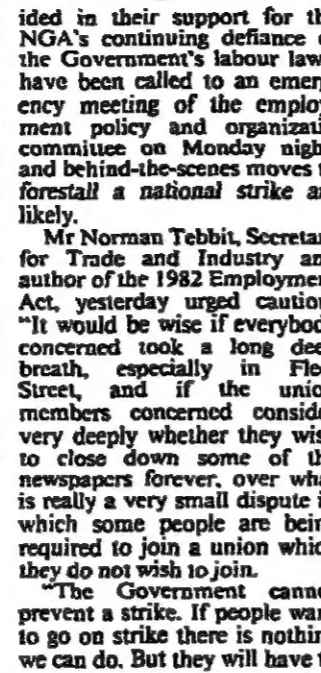 ided in their support for th
NGA's continuing defiance o
the Government's labour law
have been called to an emer
ency meeting of the employ
ment policy and organizati
committee on Monday nigh
and behind-the-scenes moves t
forestall a national strike a
likely.
Mr Norman Tebbit, Secreta
for Trade and Industry an
author of the 1982 Employmen
Act, yesterday urged caution
"It would be wise if everybod
concerned took a long dee
breath, especially in Flee
Street, and if the unio
members concerned conside
very deeply whether they wis
to close down some of th
newspapers forever, over wha
is really a very small dispute i
which some people are bein
required to join a union whic
they do not wish to join.
"The Government canno
prevent a strike. If people wan
to go on strike there is nothin
we can do. But they will have t